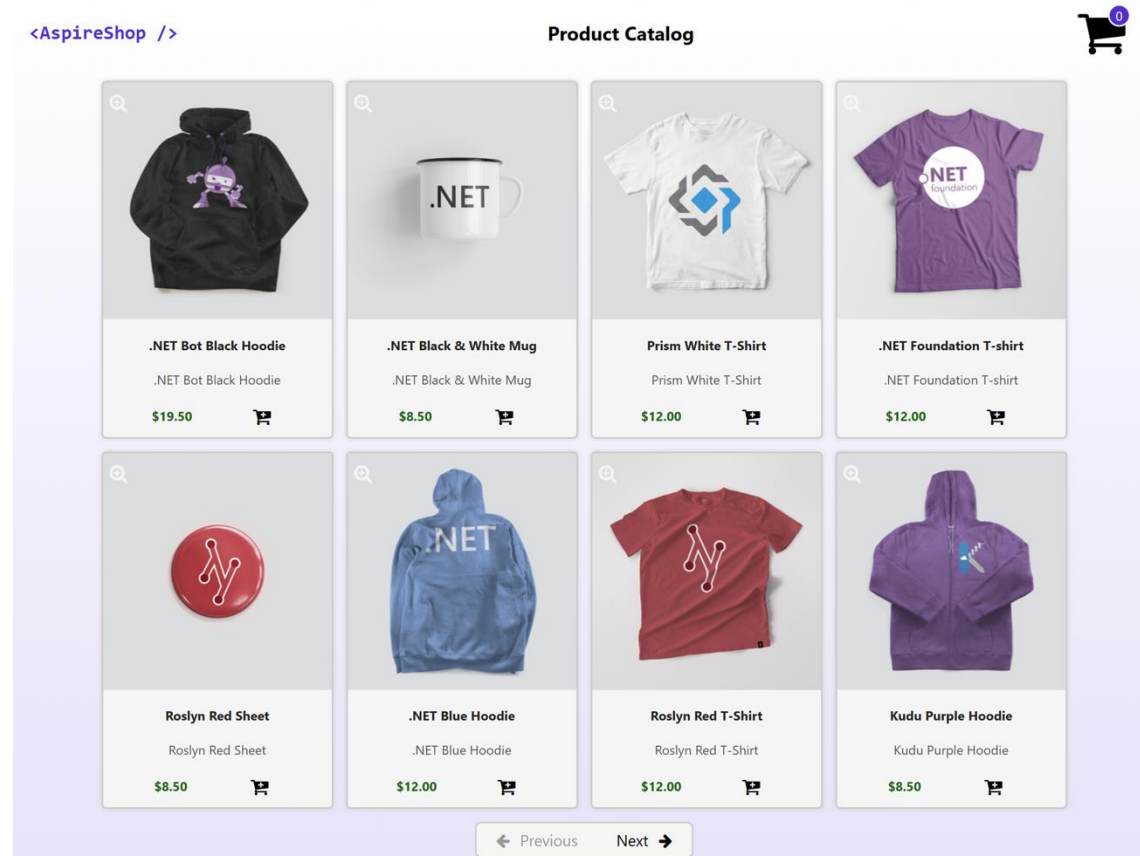 <AspireShop />
Product Catalog
0
.NET
.NET
foundation
.NET Bot Black Hoodie
.NET Black & White Mug
Prism White T-Shirt
.NET Foundation T-shirt
.NET Bot Black Hoodie
.NET Black & White Mug
Prism White T-Shirt
.NET Foundation T-shirt
$19.50
$8.50
$12.00
$12.00
.NET
Roslyn Red Sheet
.NET Blue Hoodie
Roslyn Red T-Shirt
Kudu Purple Hoodie
Roslyn Red Sheet
.NET Blue Hoodie
Roslyn Red T-Shirt
Kudu Purple Hoodie
$8.50
$12.00
$12.00
$8.50
Previous
Next